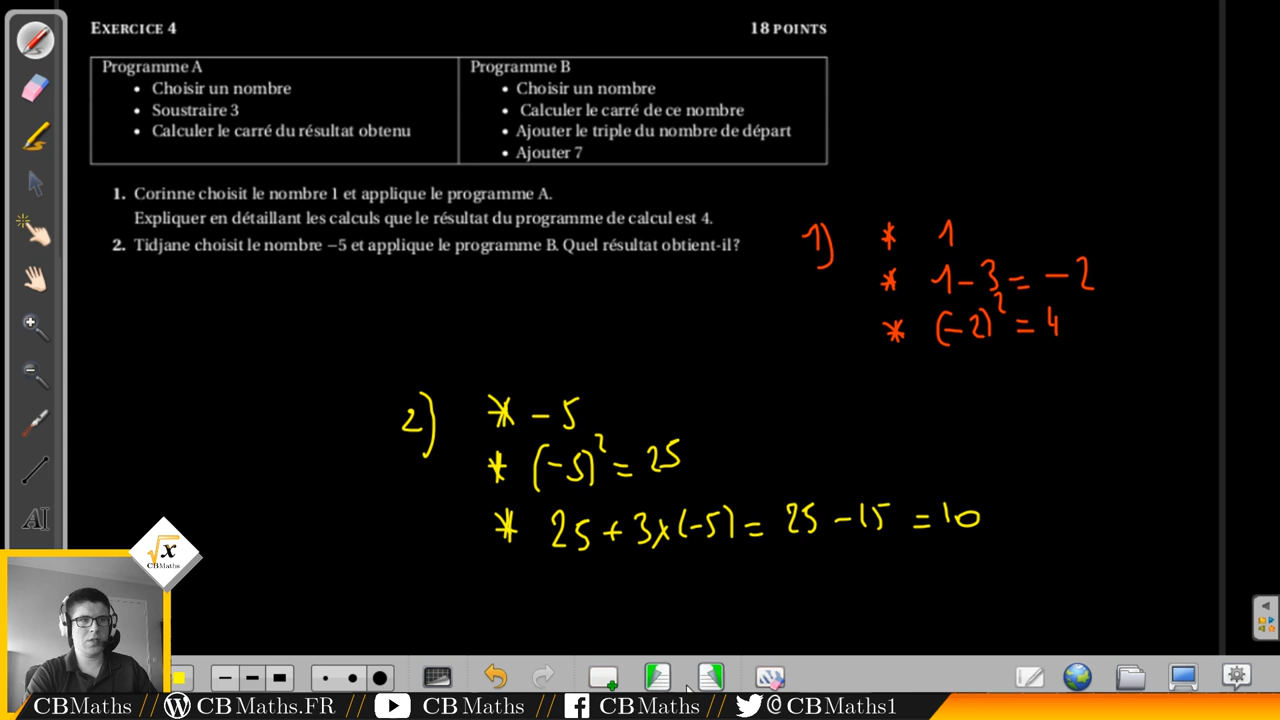 EXERCICE 4 18 POINTS
Programme A
• Choisir un nombre
• Soustraire 3
• Calculer le carré du résultat obtenu
Programme B
• Choisir un nombre
• Calculer le carré de ce nombre
• Ajouter le triple du nombre de départ
• Ajouter 7
1. Corinne choisit le nombre 1 et applique le programme A.
Expliquer en détaillant les calculs que le résultat du programme de calcul est 4.
2. Tidjane choisit le nombre −5 et applique le programme B. Quel résultat obtient-il?
1) * 1
* 1 − 3 = −2
* (−2)² = 4
2) * −5
* (−5)² = 25
* 25 + 3×(−5) = 25 − 15 = 10
AI
√x
CBMaths
CBMaths // CBMaths.FR // CBMaths // CBMaths // @CBMaths1